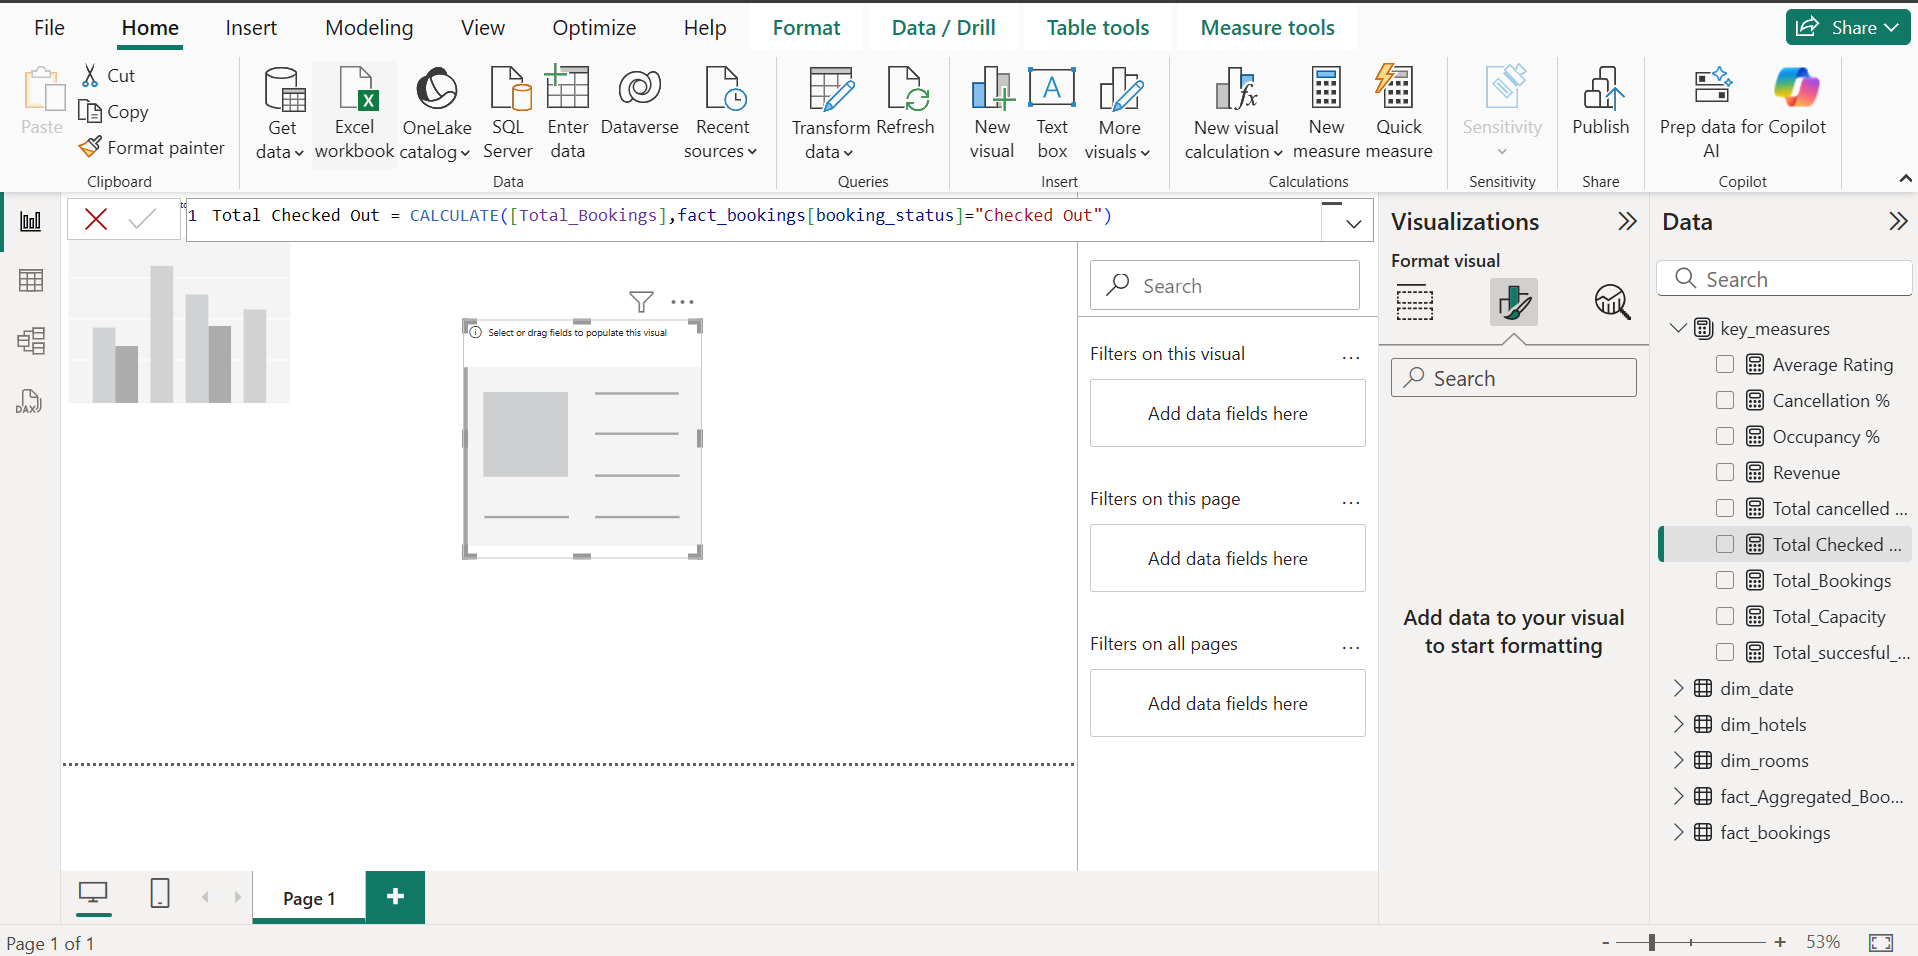 File Home Insert Modeling View Optimize Help Format Data / Drill Table tools Measure tools Share
Paste
Cut
Copy
Format painter
Clipboard
Get data
Excel workbook
OneLake catalog
SQL Server
Enter data
Dataverse
Recent sources
Data
Transform data
Refresh
Queries
New visual
Text box
More visuals
Insert
New visual calculation
New measure
Quick measure
Calculations
Sensitivity
Sensitivity
Publish
Share
Prep data for AI
Copilot
Copilot
1 Total Checked Out = CALCULATE([Total_Bookings],fact_bookings[booking_status]="Checked Out")
DAX
Select or drag fields to populate this visual
Search
Filters on this visual ...
Add data fields here
Filters on this page ...
Add data fields here
Filters on all pages ...
Add data fields here
Visualizations
Format visual
Search
Add data to your visual
to start formatting
Data
Search
key_measures
Average Rating
Cancellation %
Occupancy %
Revenue
Total cancelled ...
Total Checked ...
Total_Bookings
Total_Capacity
Total_succesful_...
dim_date
dim_hotels
dim_rooms
fact_Aggregated_Boo...
fact_bookings
Page 1 +
Page 1 of 1
- + 53%